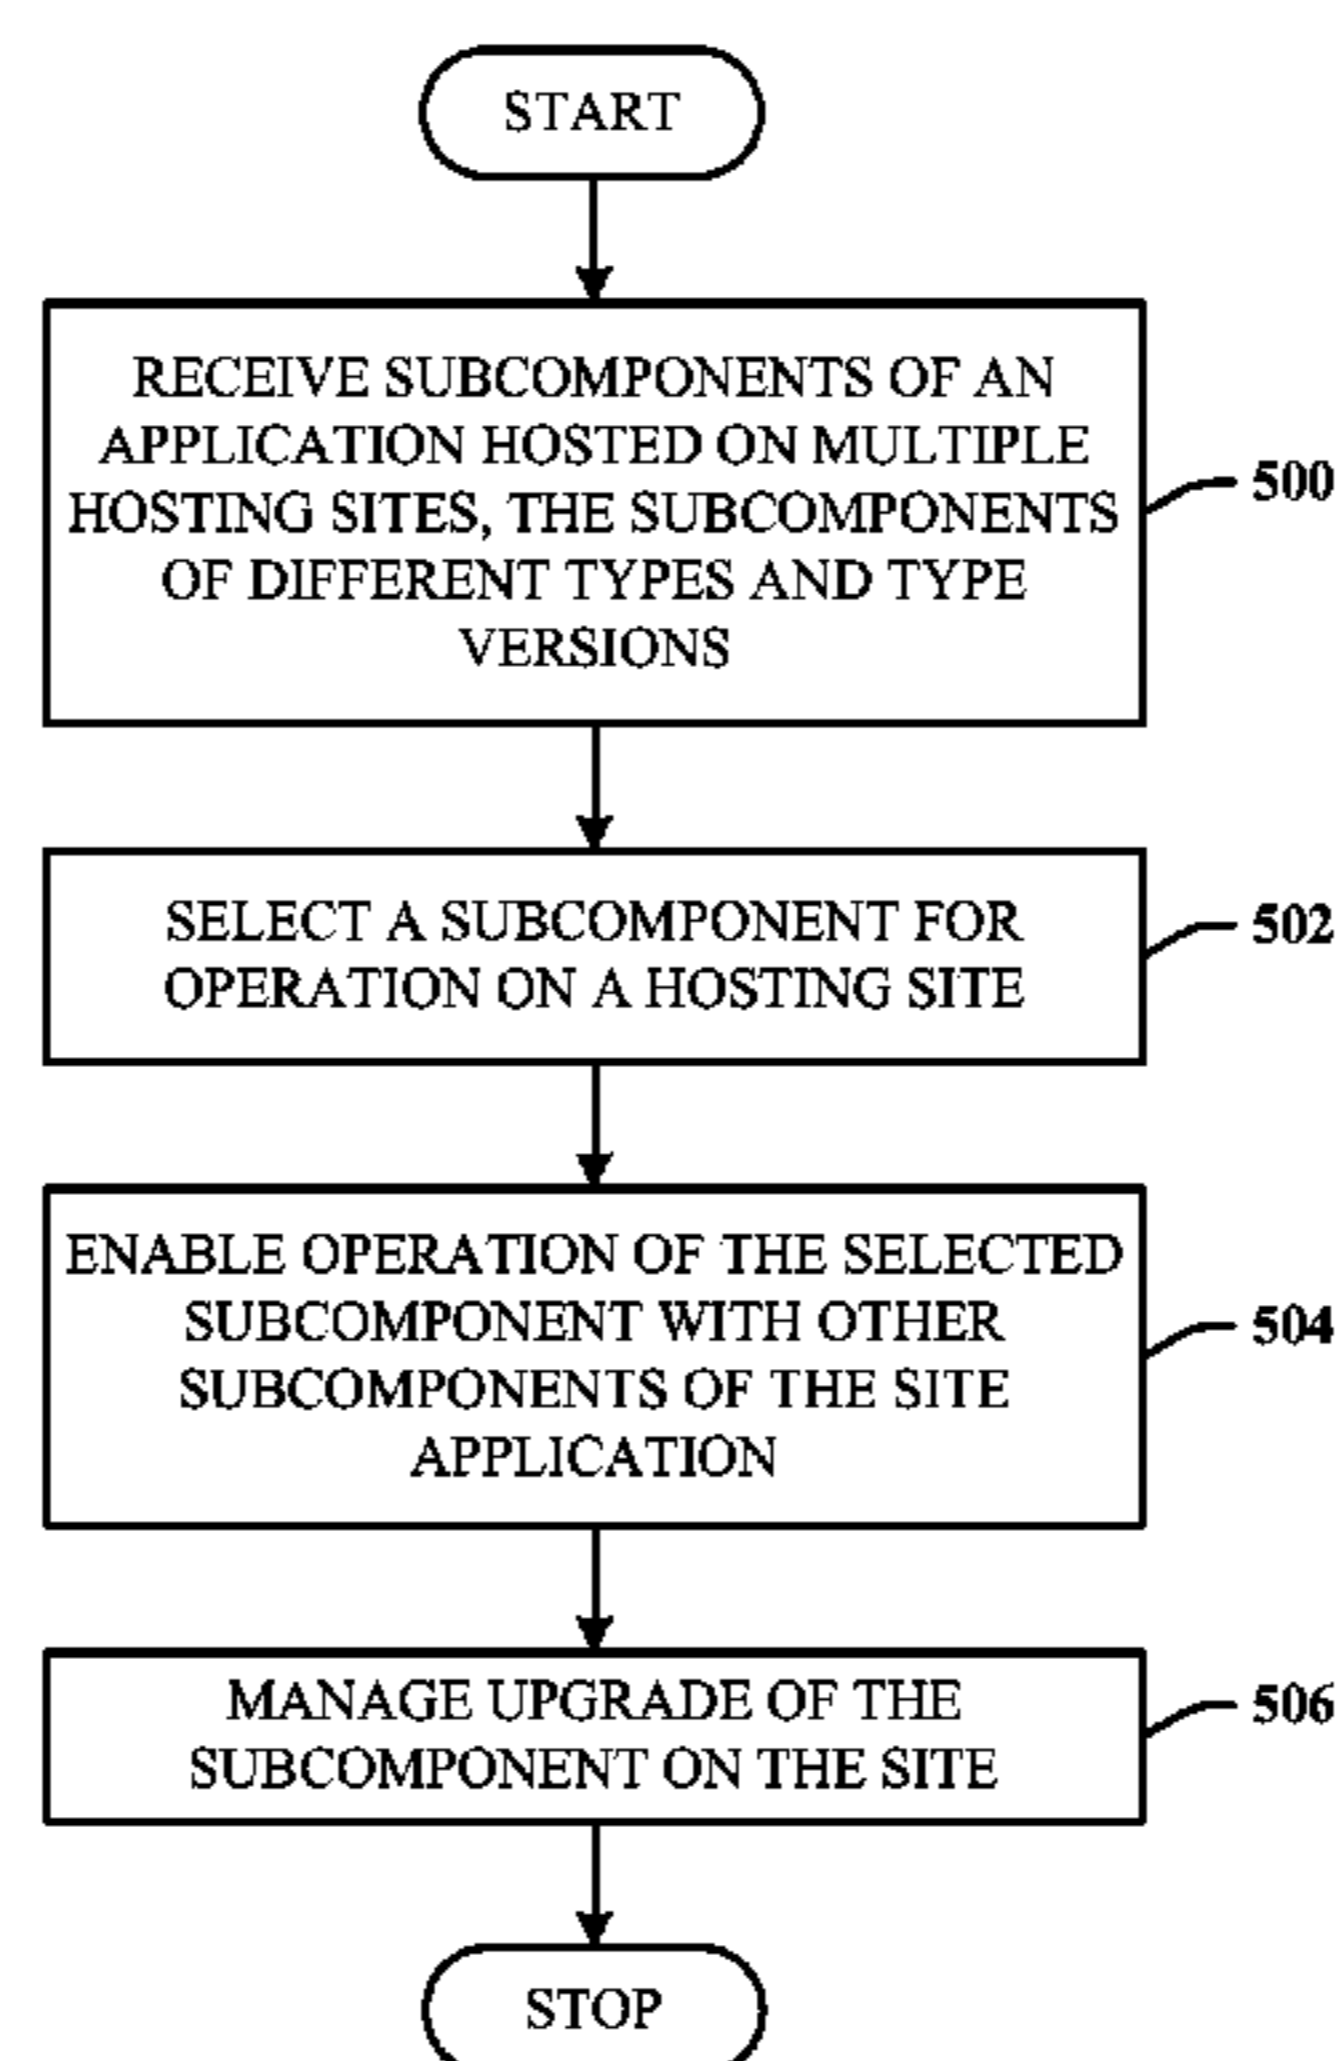 START
RECEIVE SUBCOMPONENTS OF AN
APPLICATION HOSTED ON MULTIPLE
HOSTING SITES, THE SUBCOMPONENTS
OF DIFFERENT TYPES AND TYPE
VERSIONS
500
SELECT A SUBCOMPONENT FOR
OPERATION ON A HOSTING SITE
502
ENABLE OPERATION OF THE SELECTED
SUBCOMPONENT WITH OTHER
SUBCOMPONENTS OF THE SITE
APPLICATION
504
MANAGE UPGRADE OF THE
SUBCOMPONENT ON THE SITE
506
STOP